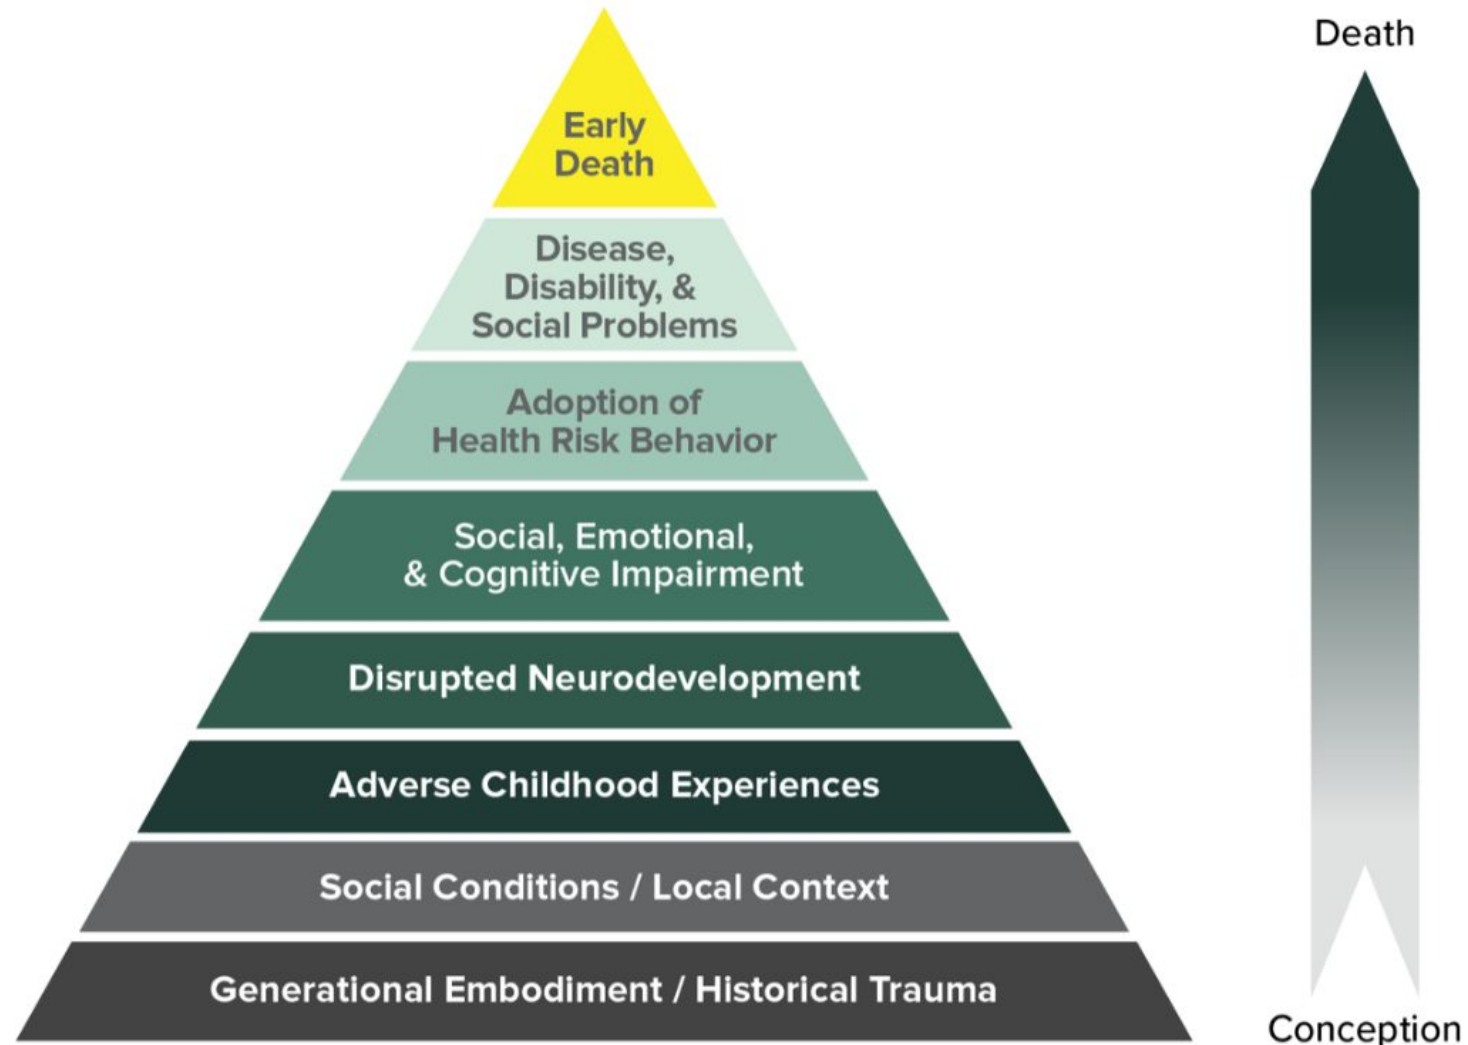 Death
Early
Death
Disease,
Disability, &
Social Problems
Adoption of
Health Risk Behavior
Social, Emotional,
& Cognitive Impairment
Disrupted Neurodevelopment
Adverse Childhood Experiences
Social Conditions / Local Context
Generational Embodiment / Historical Trauma
Conception